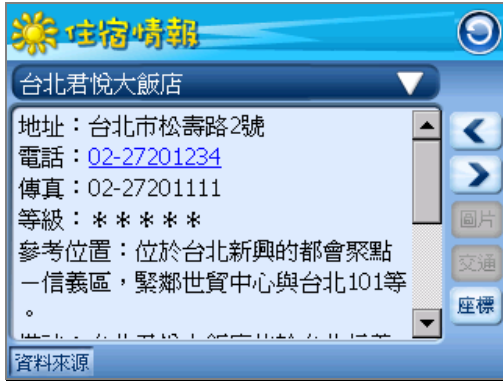 住宿情報
台北君悅大飯店
地址：台北市松壽路2號
電話：02-27201234
傳真：02-27201111
等級：＊＊＊＊＊
參考位置：位於台北新興的都會聚點
－信義區，緊鄰世貿中心與台北101等
。
圖片
交通
座標
資料來源